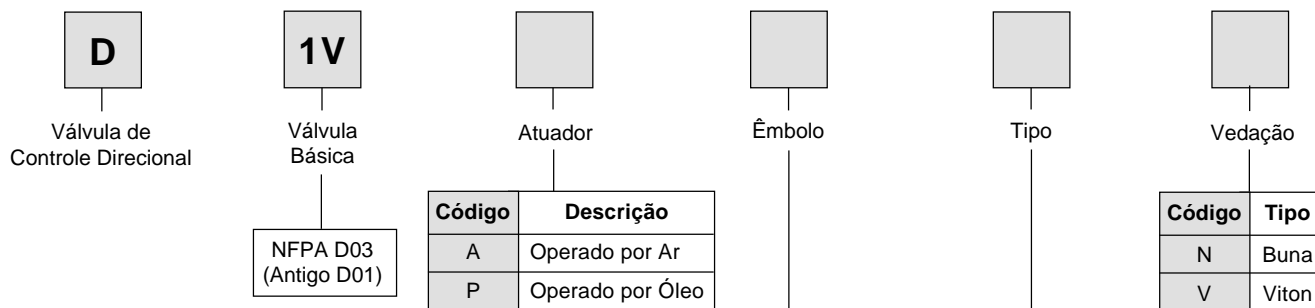 D
1V
Válvula de
Controle Direcional
Válvula
Básica
Atuador
Êmbolo
Tipo
Vedação
NFPA D03
(Antigo D01)
Código Descrição
A Operado por Ar
P Operado por Óleo
Código Tipo
N Buna
V Viton